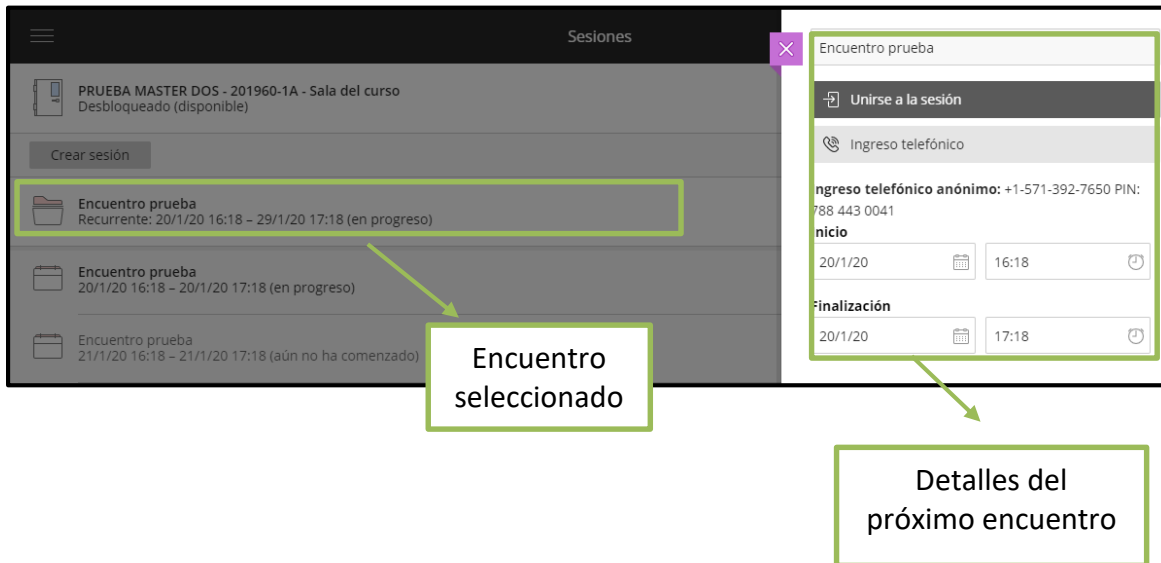 Sesiones
PRUEBA MASTER DOS - 201960-1A - Sala del curso
Desbloqueado (disponible)
Crear sesión
Encuentro prueba
Recurrente: 20/1/20 16:18 – 29/1/20 17:18 (en progreso)
Encuentro prueba
20/1/20 16:18 – 20/1/20 17:18 (en progreso)
Encuentro prueba
21/1/20 16:18 – 21/1/20 17:18 (aún no ha comenzado)
Encuentro prueba
Unirse a la sesión
Ingreso telefónico
Ingreso telefónico anónimo: +1-571-392-7650 PIN:
788 443 0041
Inicio
20/1/20 16:18
Finalización
20/1/20 17:18
Encuentro
seleccionado
Detalles del
próximo encuentro